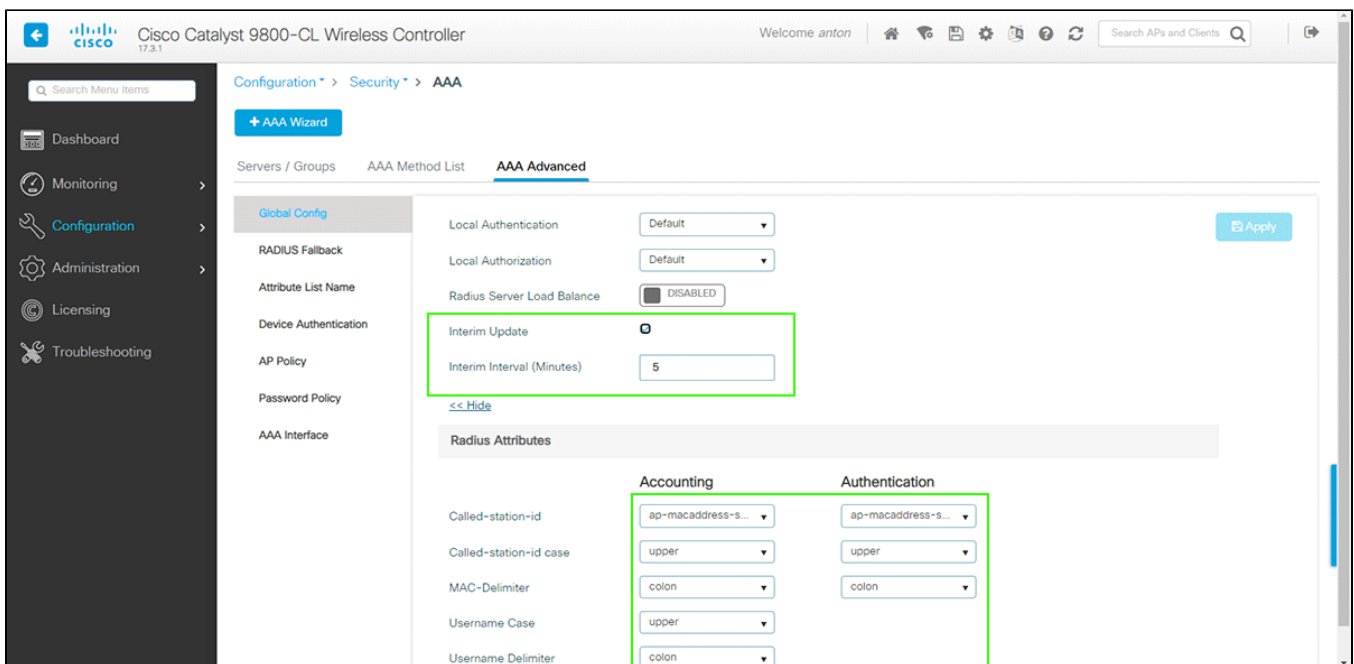 CISCO
Cisco Catalyst 9800-CL Wireless Controller
17.3.1
Welcome anton
Search APs and Clients
Search Menu Items
Dashboard
Monitoring
Configuration
Administration
Licensing
Troubleshooting
Configuration > Security > AAA
+ AAA Wizard
Servers / Groups AAA Method List AAA Advanced
Global Config
RADIUS Fallback
Attribute List Name
Device Authentication
AP Policy
Password Policy
AAA Interface
Local Authentication Default
Apply
Local Authorization Default
Radius Server Load Balance DISABLED
Interim Update
Interim Interval (Minutes) 5
<< Hide
Radius Attributes
Accounting Authentication
Called-station-id ap-macaddress-s... ap-macaddress-s...
Called-station-id case upper upper
MAC-Delimiter colon colon
Username Case upper
Username Delimiter colon